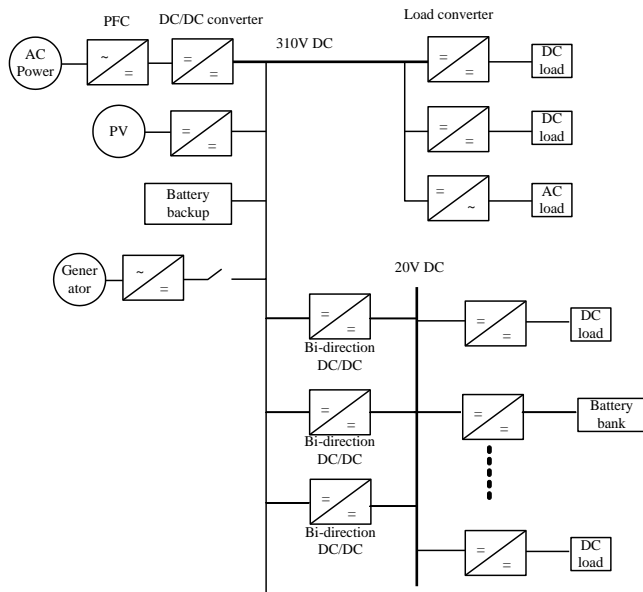 PFC
DC/DC converter
Load converter
310V DC
AC
Power
~
=
=
=
=
=
DC
load
PV
=
=
=
=
DC
load
Battery
backup
=
~
AC
load
Gener
ator
~
=
20V DC
=
=
Bi-direction
DC/DC
=
=
DC
load
=
=
Bi-direction
DC/DC
=
=
Battery
bank
=
=
Bi-direction
DC/DC
=
=
DC
load